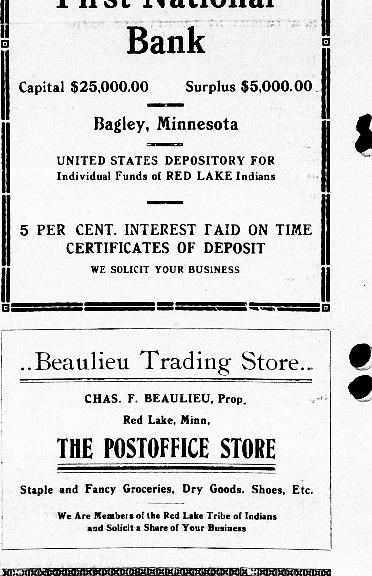 First National
Bank
Capital $25,000.00 Surplus $5,000.00
Bagley, Minnesota
UNITED STATES DEPOSITORY FOR
Individual Funds of RED LAKE Indians
5 PER CENT. INTEREST PAID ON TIME
CERTIFICATES OF DEPOSIT
WE SOLICIT YOUR BUSINESS
..Beaulieu Trading Store..
CHAS. F. BEAULIEU, Prop.
Red Lake, Minn,
THE POSTOFFICE STORE
Staple and Fancy Groceries, Dry Goods. Shoes, Etc.
We Are Members of the Red Lake Tribe of Indians
and Solicit a Share of Your Business